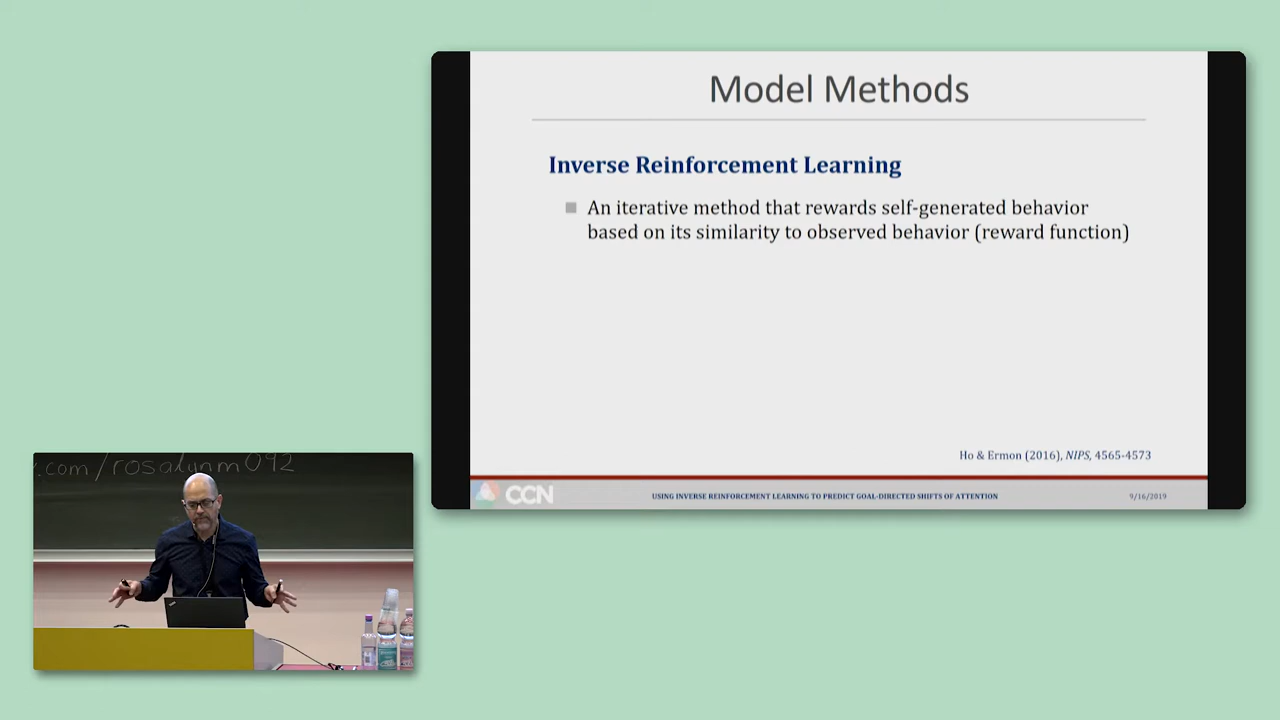 Model Methods
Inverse Reinforcement Learning
An iterative method that rewards self-generated behavior
based on its similarity to observed behavior (reward function)
Ho & Ermon (2016), NIPS, 4565-4573
CCN
USING INVERSE REINFORCEMENT LEARNING TO PREDICT GOAL-DIRECTED SHIFTS OF ATTENTION
9/16/2019
.com/rosalynm092